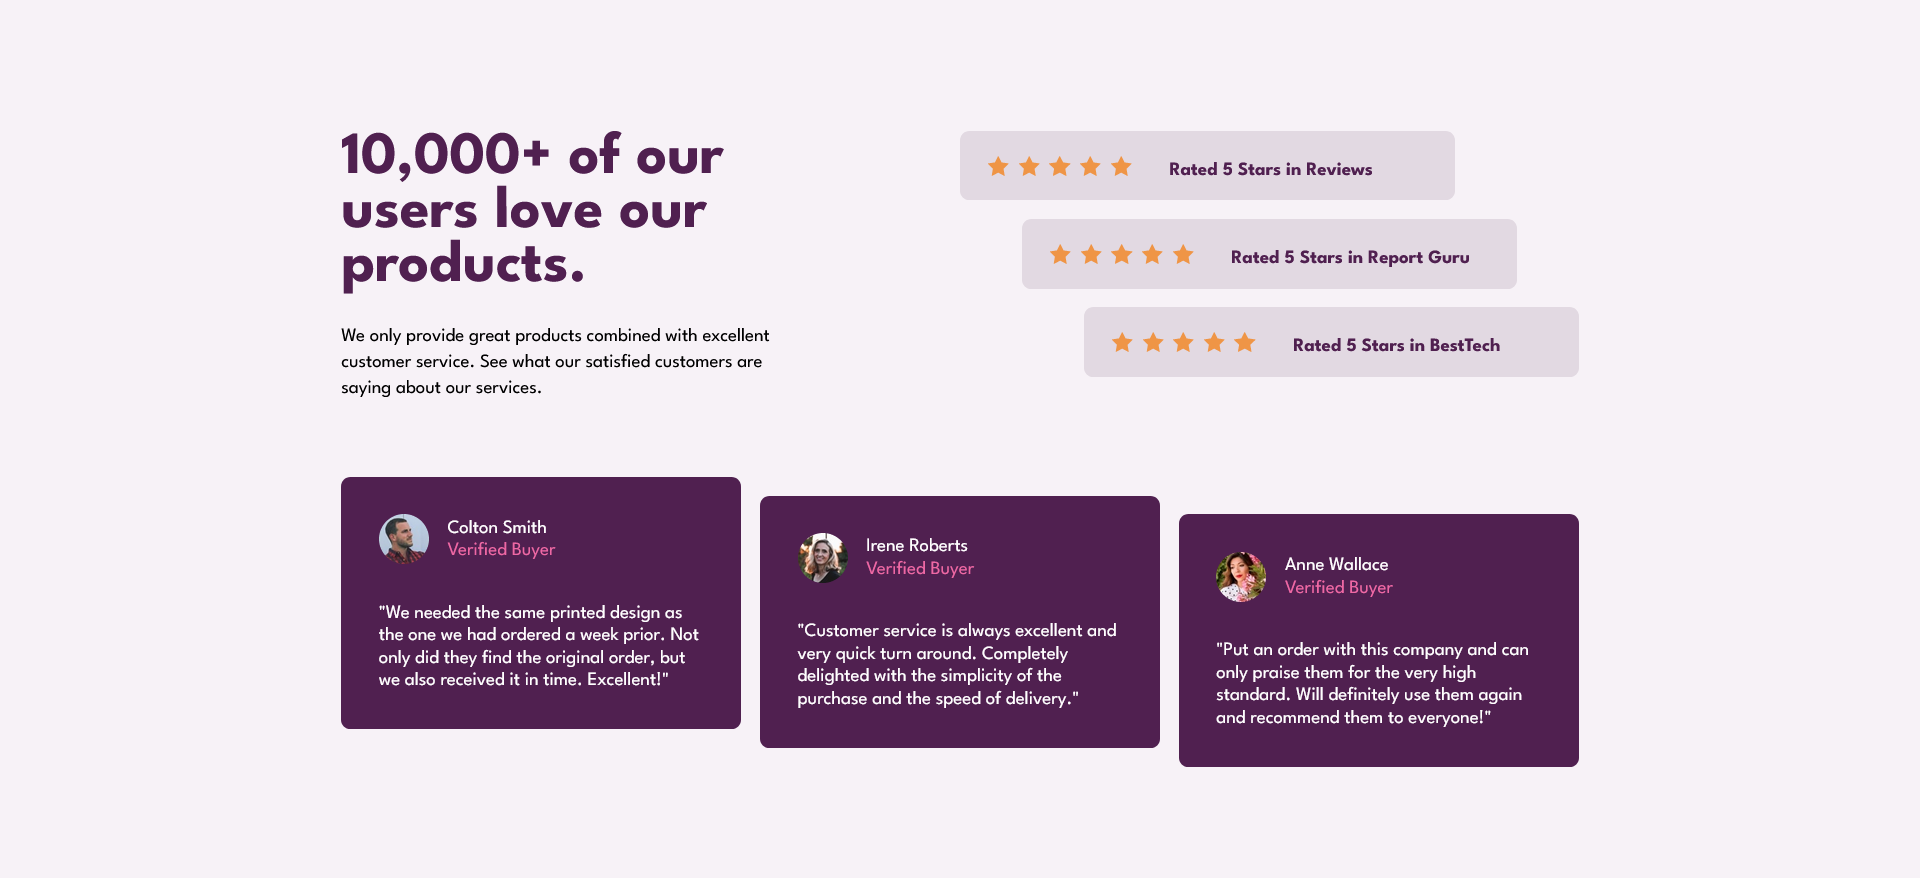 10,000+ of our
users love our
products.
We only provide great products combined with excellent
customer service. See what our satisfied customers are
saying about our services.
Rated 5 Stars in Reviews
Rated 5 Stars in Report Guru
Rated 5 Stars in BestTech
Colton Smith
Verified Buyer
"We needed the same printed design as
the one we had ordered a week prior. Not
only did they find the original order, but
we also received it in time. Excellent!"
Irene Roberts
Verified Buyer
"Customer service is always excellent and
very quick turn around. Completely
delighted with the simplicity of the
purchase and the speed of delivery."
Anne Wallace
Verified Buyer
"Put an order with this company and can
only praise them for the very high
standard. Will definitely use them again
and recommend them to everyone!"